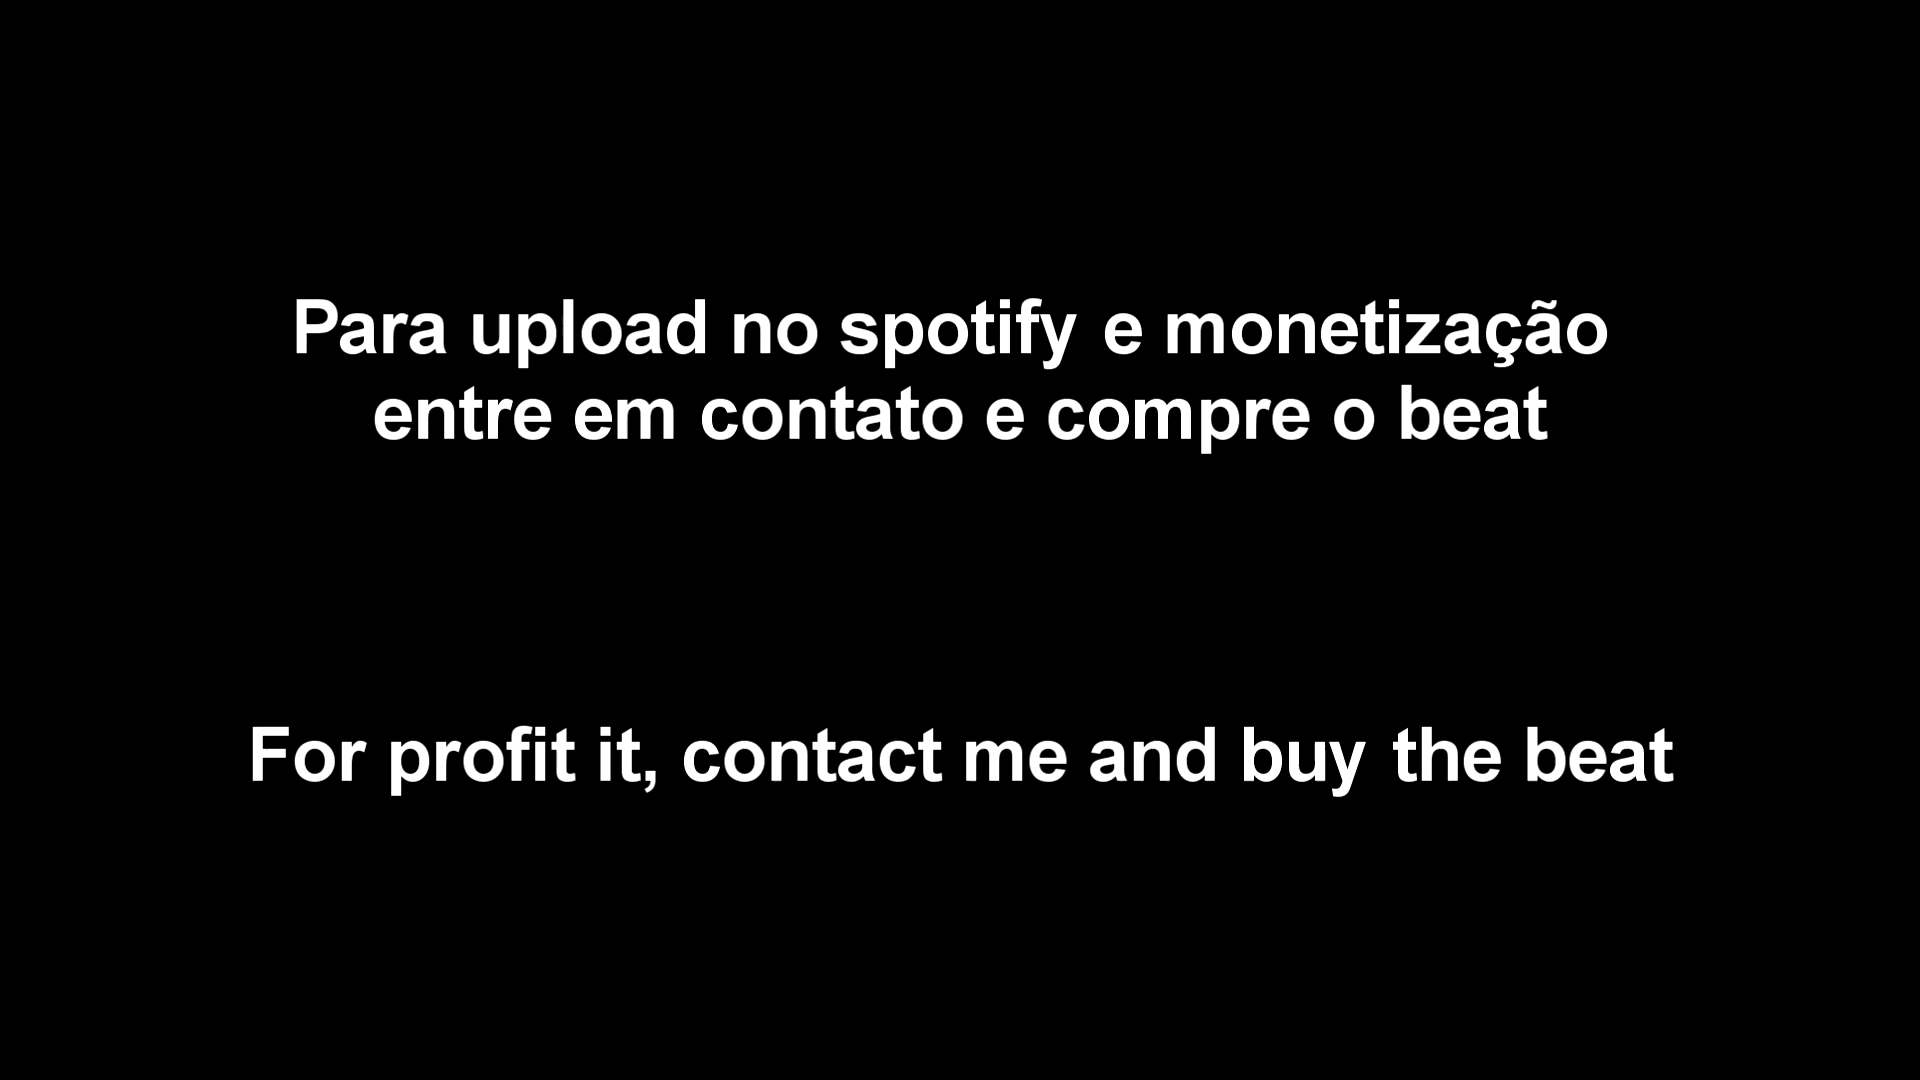 Para upload no spotify e monetização
entre em contato e compre o beat
For profit it, contact me and buy the beat